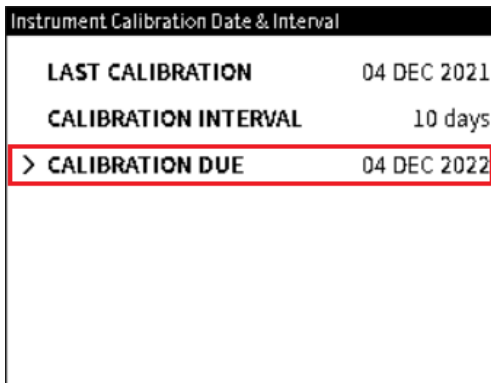 Instrument Calibration Date & Interval
LAST CALIBRATION 04 DEC 2021
CALIBRATION INTERVAL 10 days
> CALIBRATION DUE 04 DEC 2022